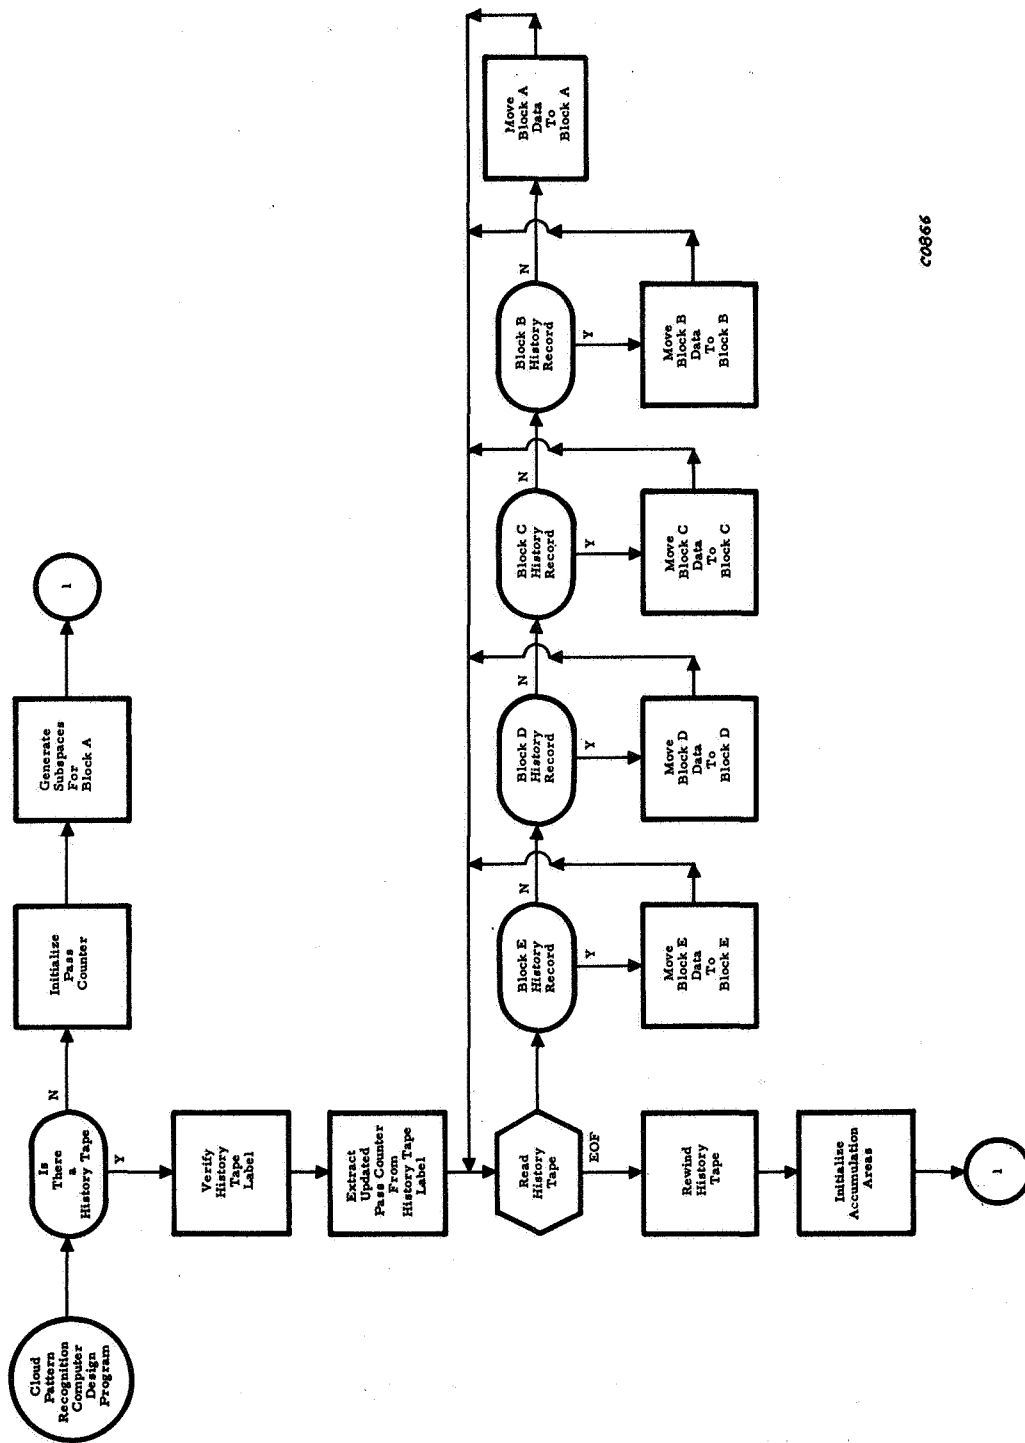 Cloud
Pattern
Recognition
Computer
Design
Program
Is
There
a
History Tape
N
Y
Initialize
Pass
Counter
Generate
Subspaces
For
Block A
1
Verify
History
Tape
Label
Extract
Updated
Pass Counter
From
History Tape
Label
Read
History
Tape
EOF
Rewind
History
Tape
Initialize
Accumulation
Areas
1
Block E
History
Record
N
Y
Move
Block E
Data
To
Block E
Block D
History
Record
N
Y
Move
Block D
Data
To
Block D
Block C
History
Record
N
Y
Move
Block C
Data
To
Block C
Block B
History
Record
N
Y
Move
Block B
Data
To
Block B
Move
Block A
Data
To
Block A
C0866